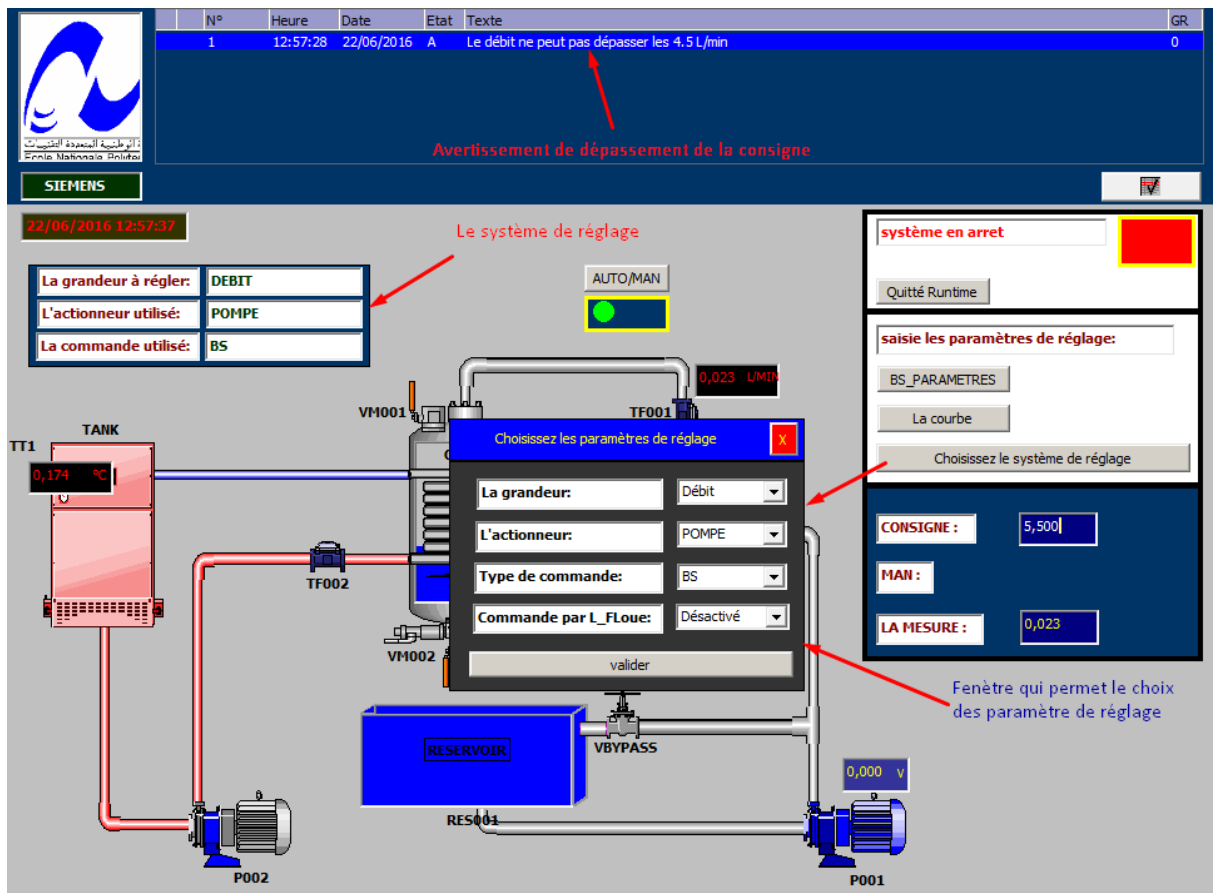 N° Heure Date Etat Texte GR
1 12:57:28 22/06/2016 A Le débit ne peut pas dépasser les 4.5 L/min 0
Avertissement de dépassement de la consigne
Ecole Nationale
SIEMENS
22/06/2016 12:57:37
Le système de réglage
La grandeur à régler: DEBIT
L'actionneur utilisé: POMPE
La commande utilisé: BS
AUTO/MAN
système en arret
Quitté Runtime
saisie les paramètres de réglage:
BS_PARAMETRES
La courbe
Choisissez le système de réglage
0,023 L/MIN
VM001
TF001
TANK
TT1
0,174 °C
Choisissez les paramètres de réglage X
La grandeur: Débit
L'actionneur: POMPE
Type de commande: BS
Commande par L_FLoue: Désactivé
valider
CONSIGNE : 5,500
MAN :
LA MESURE : 0,023
TF002
VM002
Fenètre qui permet le choix
des paramètre de réglage
RESERVOIR
VBYPASS
0,000 V
RES001
P002
P001